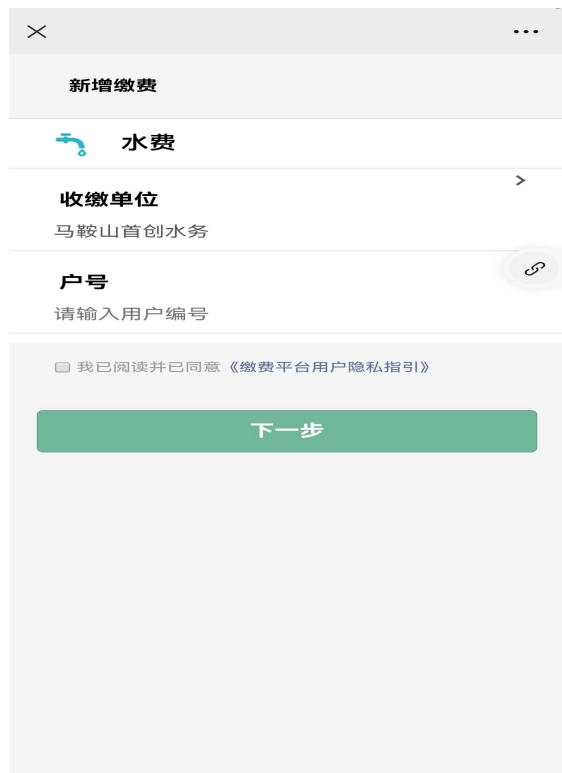 新增缴费
水费
收缴单位
马鞍山首创水务
户号
请输入用户编号
我已阅读并已同意《缴费平台用户隐私指引》
下一步